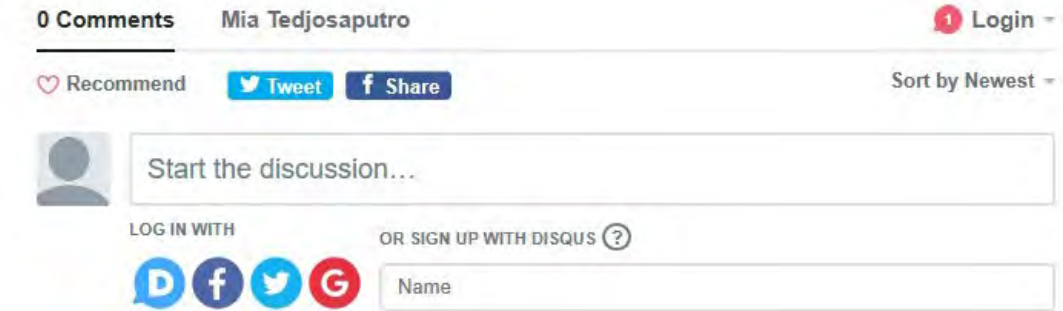 0 Comments Mia Tedjosaputro 1 Login
Recommend Tweet f Share Sort by Newest
Start the discussion…
LOG IN WITH OR SIGN UP WITH DISQUS ?
D f G Name